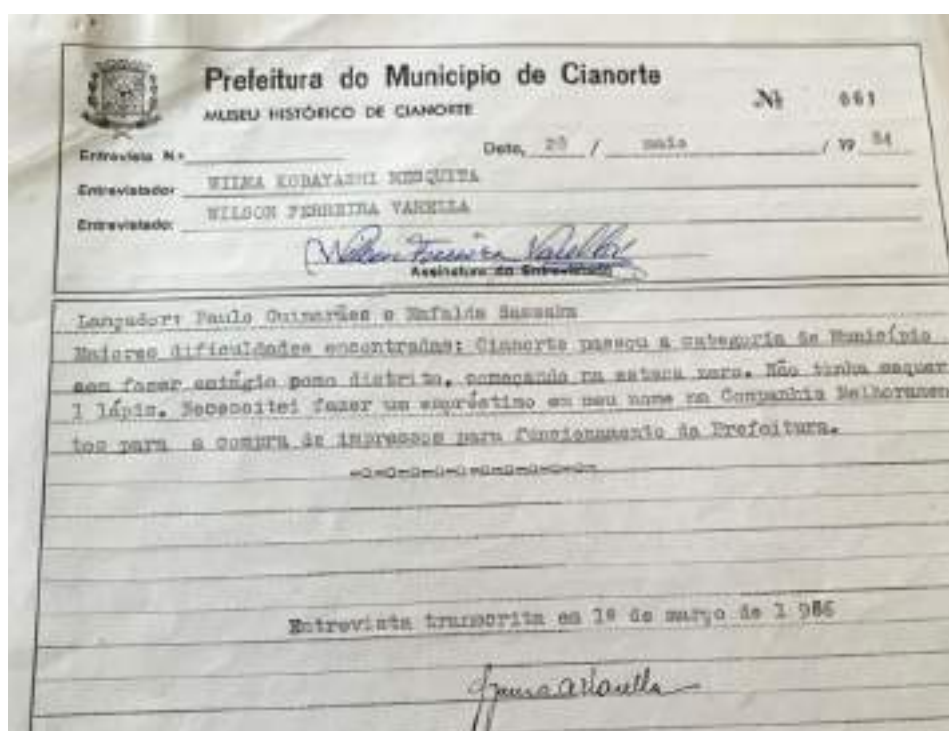 Prefeitura do Município de Cianorte
MUSEU HISTÓRICO DE CIANORTE
Nº 061
Entrevista N.º
Data, / maio / 19 84
Entrevistador WILMA KOBAYASHI MESQUITA
Entrevistado: WILSON FERREIRA VARELLA
Wilson Ferreira Varella
Assinatura do Entrevistado
Lançador: Paulo Guimarães e Mafalda
Maiores dificuldades encontradas: Cianorte passou a categoria de Município
sem fazer estágio como distrito, começando na estaca zero. Não tinha sequer
1 lápis. Necessitei fazer um empréstimo em meu nome na Companhia Melhoramen
tos para a compra de impressos para funcionamento da Prefeitura.
-o-o-o-o-o-o-o-o-o-
Entrevista transcrita em 1º de março de 1 986